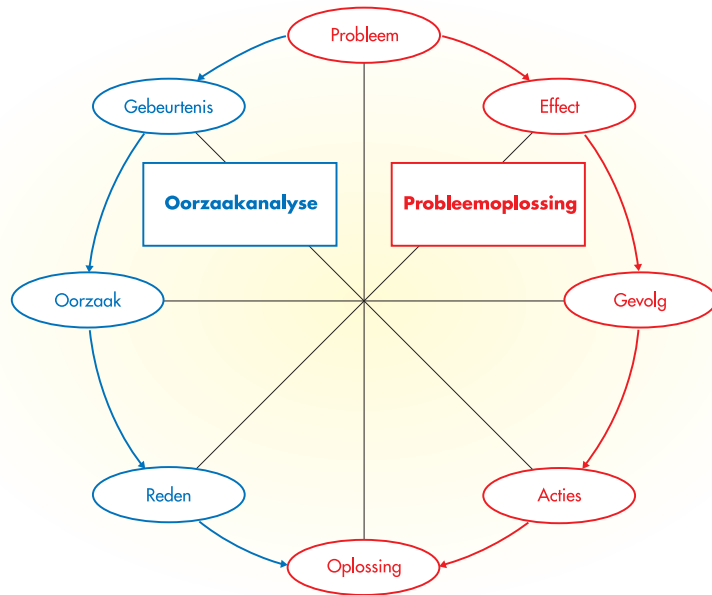 Probleem
Gebeurtenis
Effect
Oorzaakanalyse
Probleemoplossing
Oorzaak
Gevolg
Reden
Acties
Oplossing